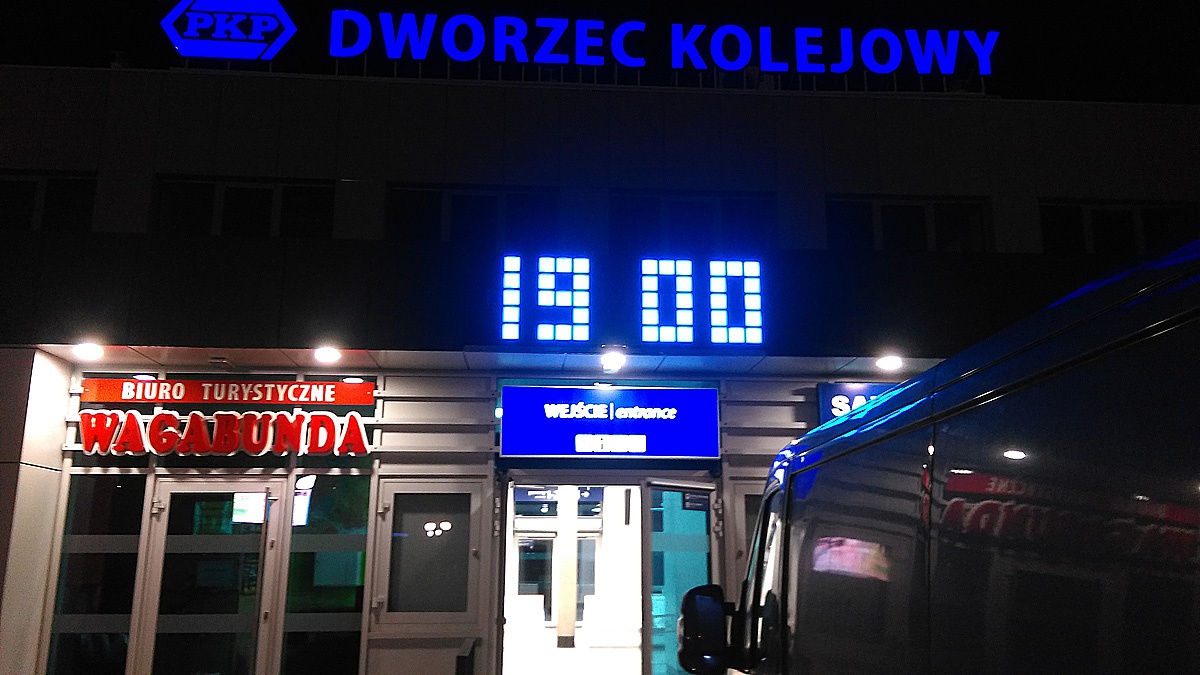 PKP DWORZEC KOLEJOWY
19 00
BIURO TURYSTYCZNE
WAGABUNDA
WEJŚCIE | entrance